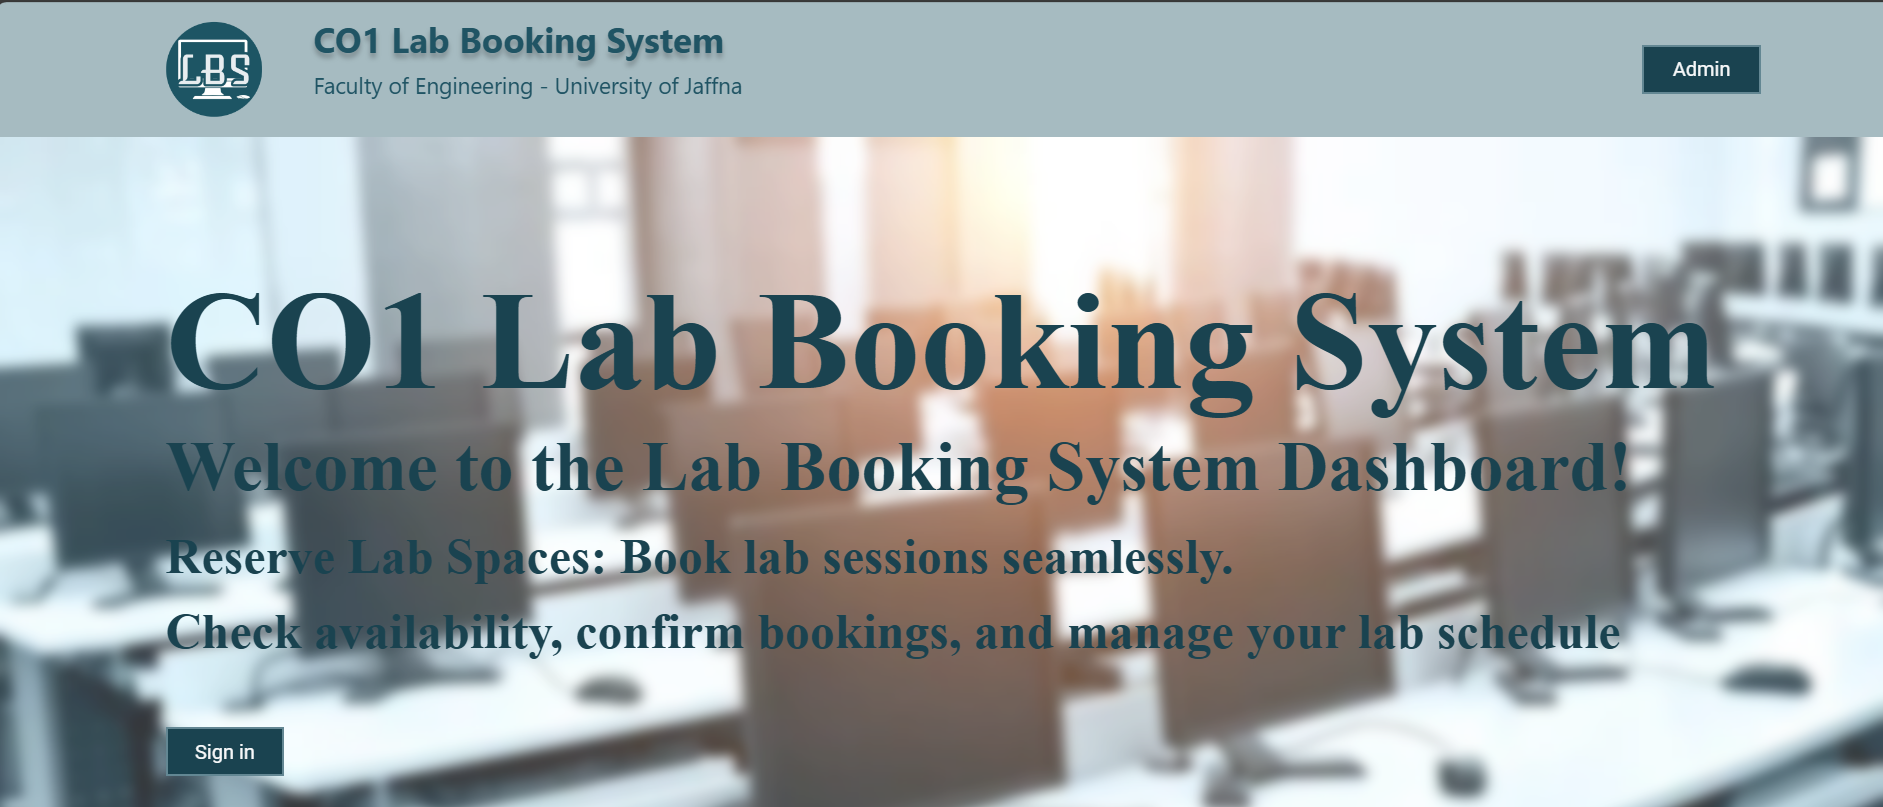 LBS
CO1 Lab Booking System
Faculty of Engineering - University of Jaffna
Admin
CO1 Lab Booking System
Welcome to the Lab Booking System Dashboard!
Reserve Lab Spaces: Book lab sessions seamlessly.
Check availability, confirm bookings, and manage your lab schedule
Sign in